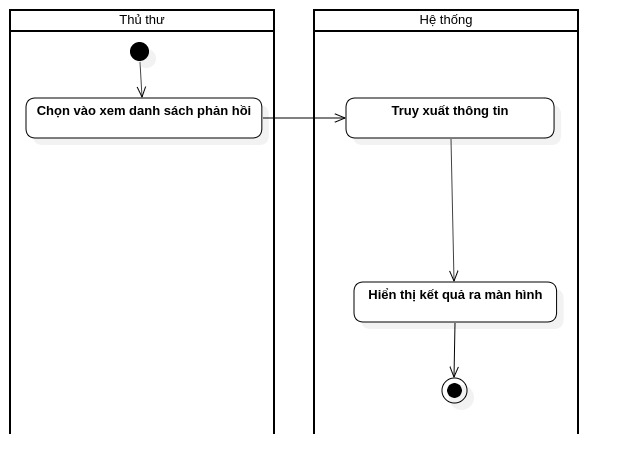 Thủ thư
Hệ thống
Chọn vào xem danh sách phản hồi
Truy xuất thông tin
Hiển thị kết quả ra màn hình